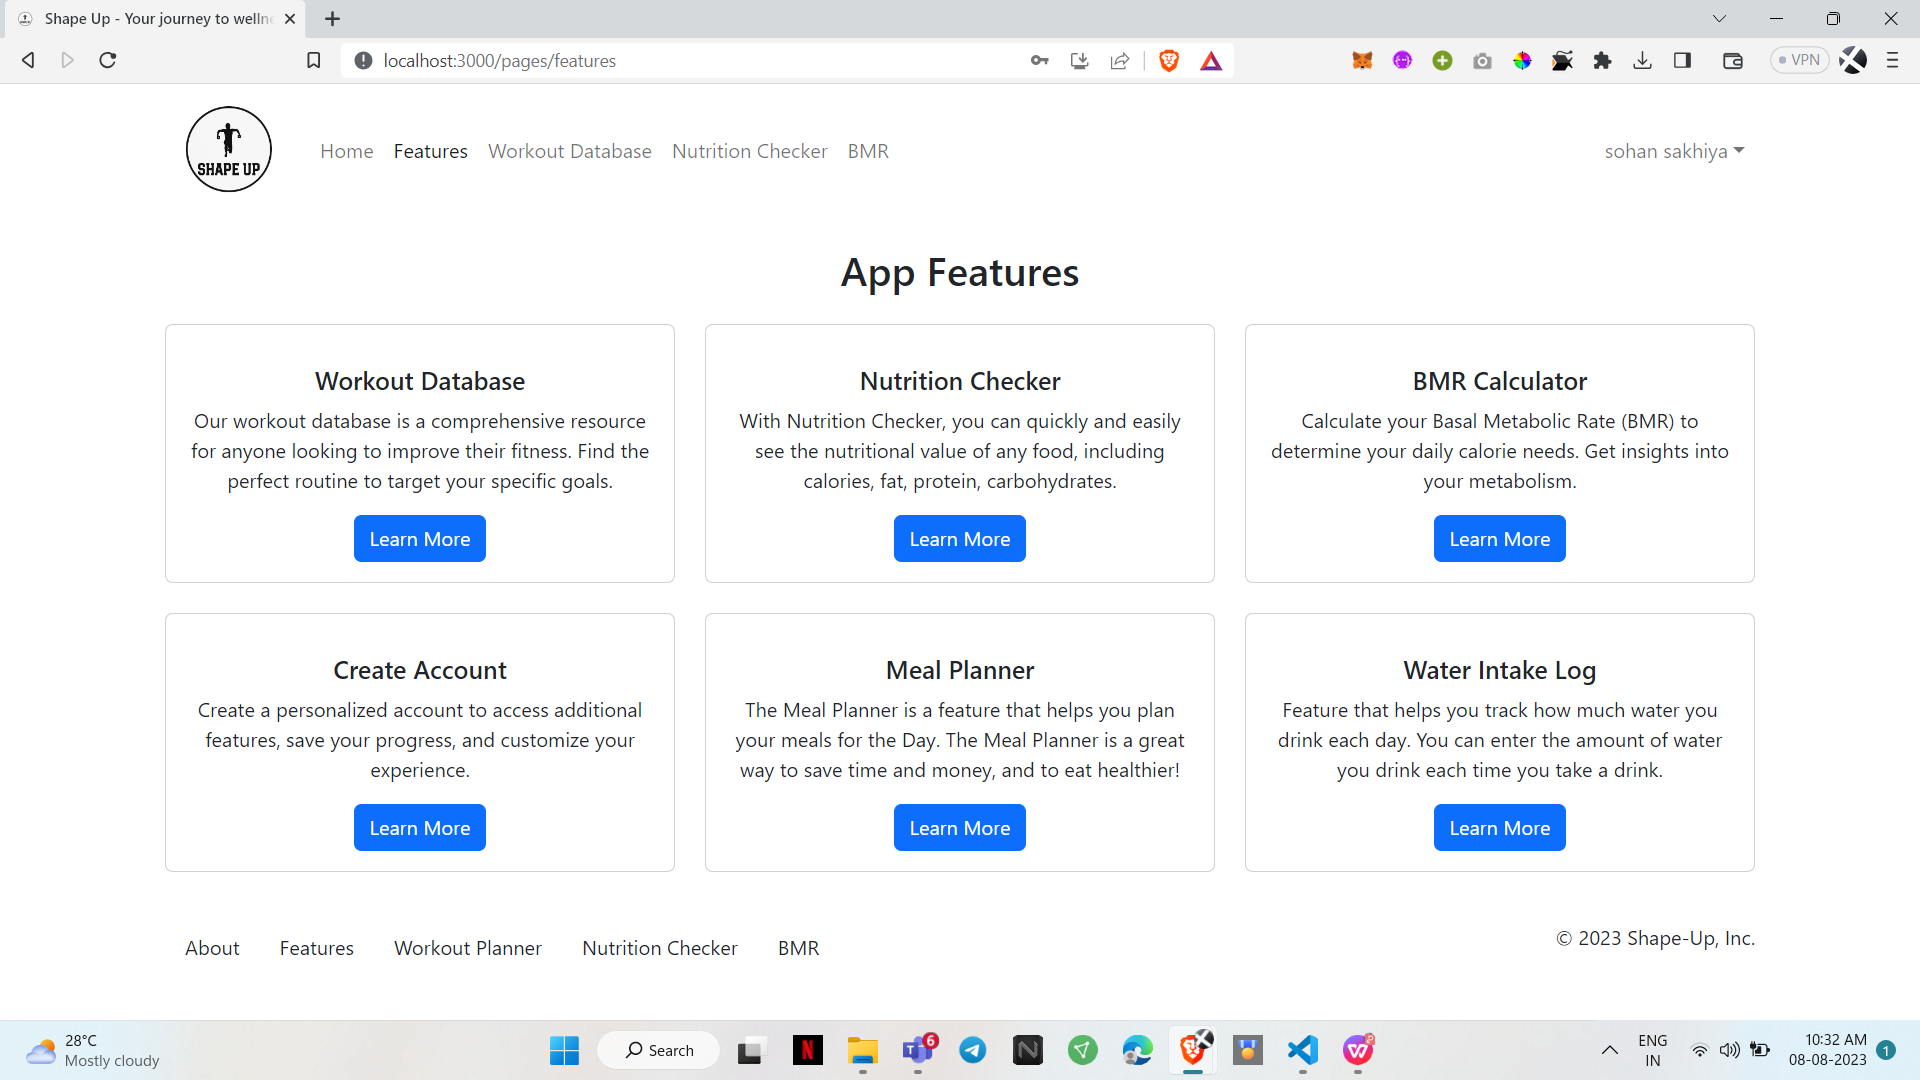 Shape Up - Your journey to welln
localhost:3000/pages/features
VPN
SHAPE UP
Home Features Workout Database Nutrition Checker BMR
sohan sakhiya
App Features
Workout Database
Our workout database is a comprehensive resource
for anyone looking to improve their fitness. Find the
perfect routine to target your specific goals.
Learn More
Nutrition Checker
With Nutrition Checker, you can quickly and easily
see the nutritional value of any food, including
calories, fat, protein, carbohydrates.
Learn More
BMR Calculator
Calculate your Basal Metabolic Rate (BMR) to
determine your daily calorie needs. Get insights into
your metabolism.
Learn More
Create Account
Create a personalized account to access additional
features, save your progress, and customize your
experience.
Learn More
Meal Planner
The Meal Planner is a feature that helps you plan
your meals for the Day. The Meal Planner is a great
way to save time and money, and to eat healthier!
Learn More
Water Intake Log
Feature that helps you track how much water you
drink each day. You can enter the amount of water
you drink each time you take a drink.
Learn More
About Features Workout Planner Nutrition Checker BMR
© 2023 Shape-Up, Inc.
28°C
Mostly cloudy
Search
6
ENG
IN
10:32 AM
08-08-2023
1